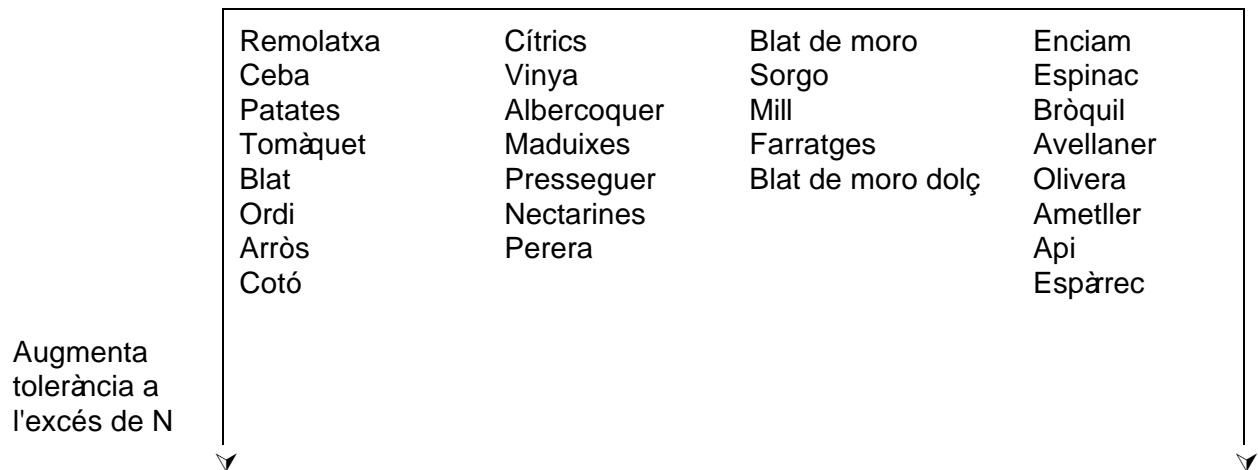 Remolatxa Cítrics Blat de moro Enciam
Ceba Vinya Sorgo Espinac
Patates Albercoquer Mill Bròquil
Tomàquet Maduixes Farratges Avellaner
Blat Presseguer Blat de moro dolç Olivera
Ordi Nectarines Ametller
Arròs Perera Api
Cotó Espàrrec
Augmenta
tolerància a
l'excés de N